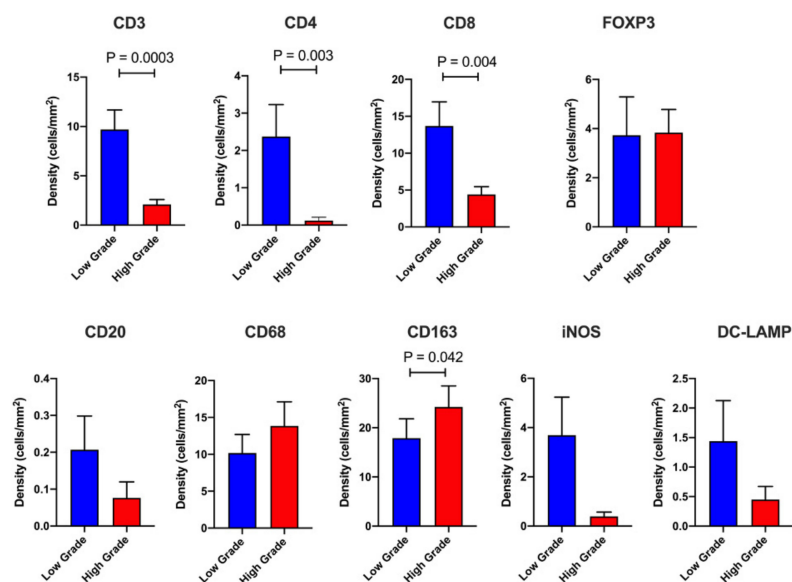 CD3
CD4
CD8
FOXP3
P = 0.0003
P = 0.003
P = 0.004
Density (cells/mm²)
15
10
5
0
Low Grade
High Grade
Density (cells/mm²)
4
3
2
1
0
Low Grade
High Grade
Density (cells/mm²)
20
15
10
5
0
Low Grade
High Grade
Density (cells/mm²)
6
4
2
0
Low Grade
High Grade
CD20
CD68
CD163
iNOS
DC-LAMP
P = 0.042
Density (cells/mm²)
0.4
0.3
0.2
0.1
0.0
Low Grade
High Grade
Density (cells/mm²)
20
15
10
5
0
Low Grade
High Grade
Density (cells/mm²)
30
20
10
0
Low Grade
High Grade
Density (cells/mm²)
6
4
2
0
Low Grade
High Grade
Density (cells/mm²)
2.5
2.0
1.5
1.0
0.5
0.0
Low Grade
High Grade